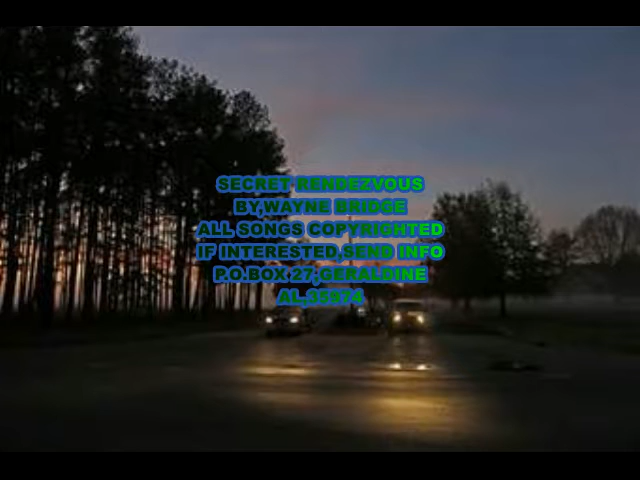 SECRET RENDEZVOUS
BY,WAYNE BRIDGE
ALL SONGS COPYRIGHTED
IF INTERESTED,SEND INFO
P.O.BOX 27,GERALDINE
AL,35974